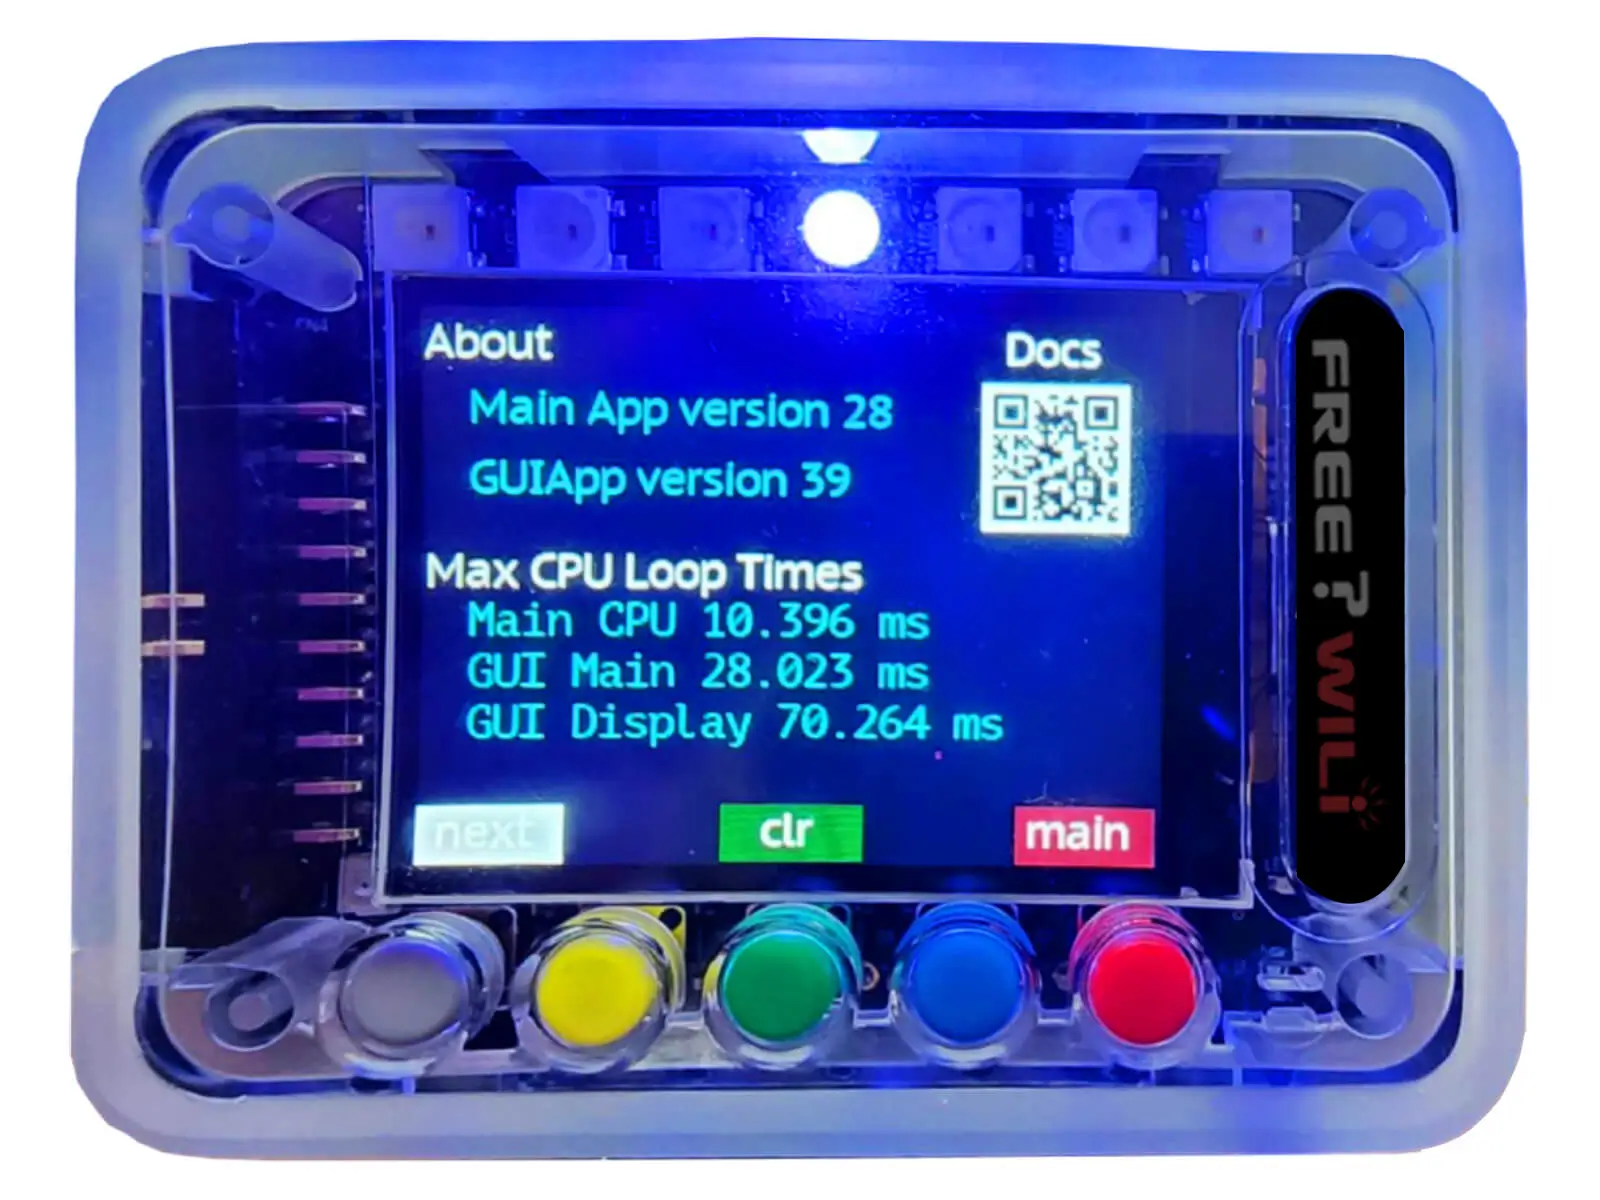 About
Docs
Main App version 28
GUIApp version 39
Max CPU Loop Times
Main CPU 10.396 ms
GUI Main 28.023 ms
GUI Display 70.264 ms
next
clr
main
FREE?WILi